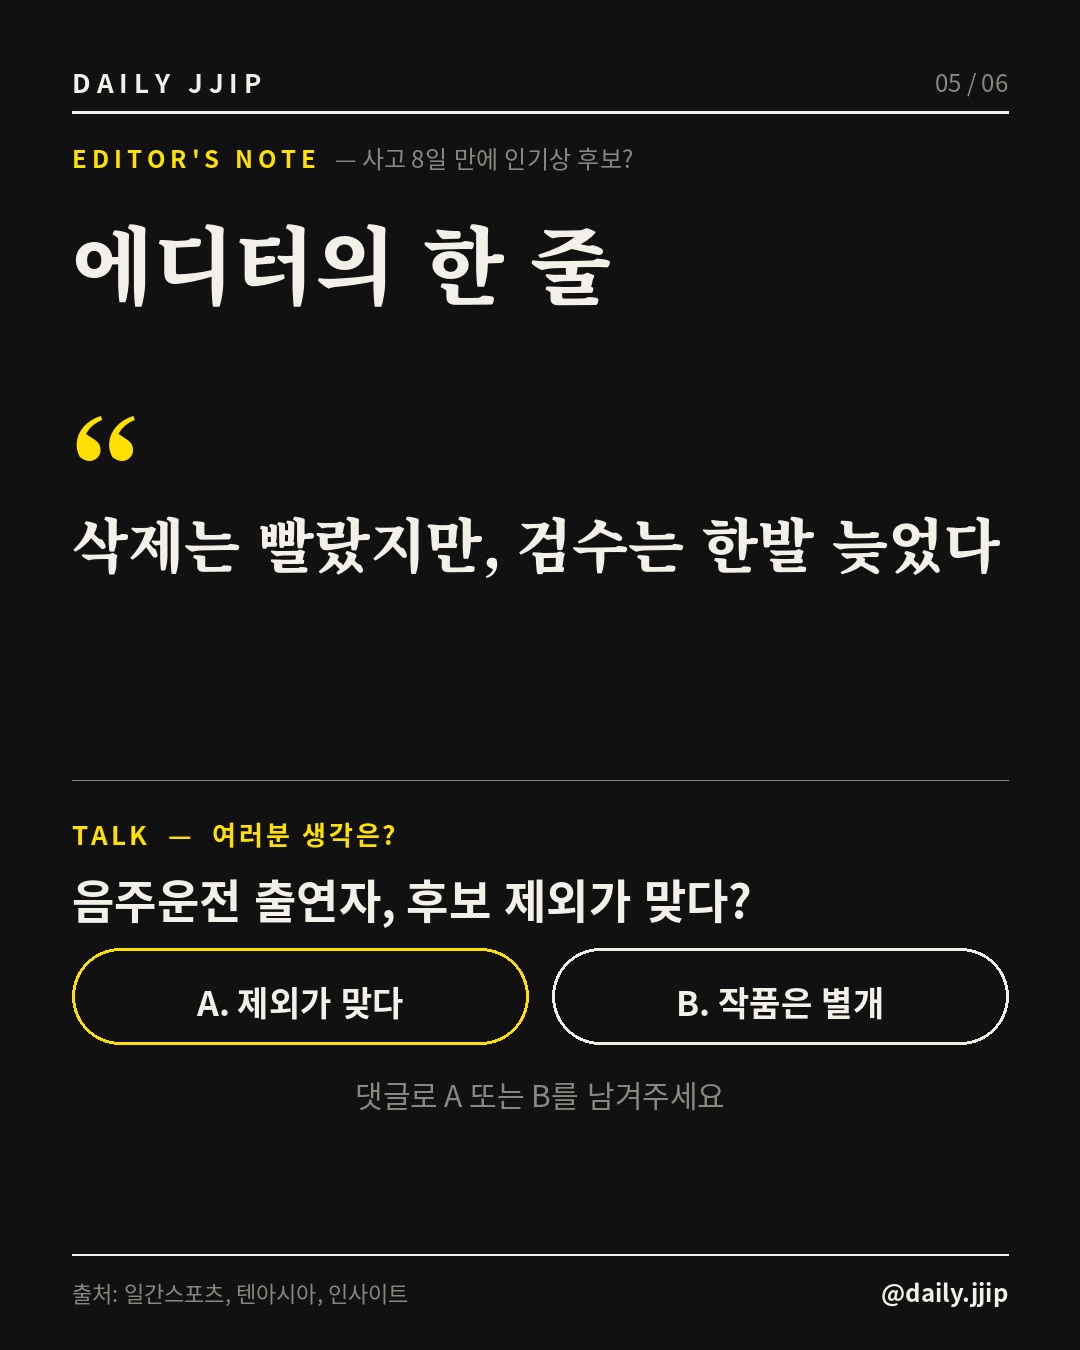 DAILY JJIP
05 / 06
EDITOR'S NOTE — 사고 8일 만에 인기상 후보?
에디터의 한 줄
“
삭제는 빨랐지만, 검수는 한발 늦었다
TALK — 여러분 생각은?
음주운전 출연자, 후보 제외가 맞다?
A. 제외가 맞다
B. 작품은 별개
댓글로 A 또는 B를 남겨주세요
출처: 일간스포츠, 텐아시아, 인사이트
@daily.jjip